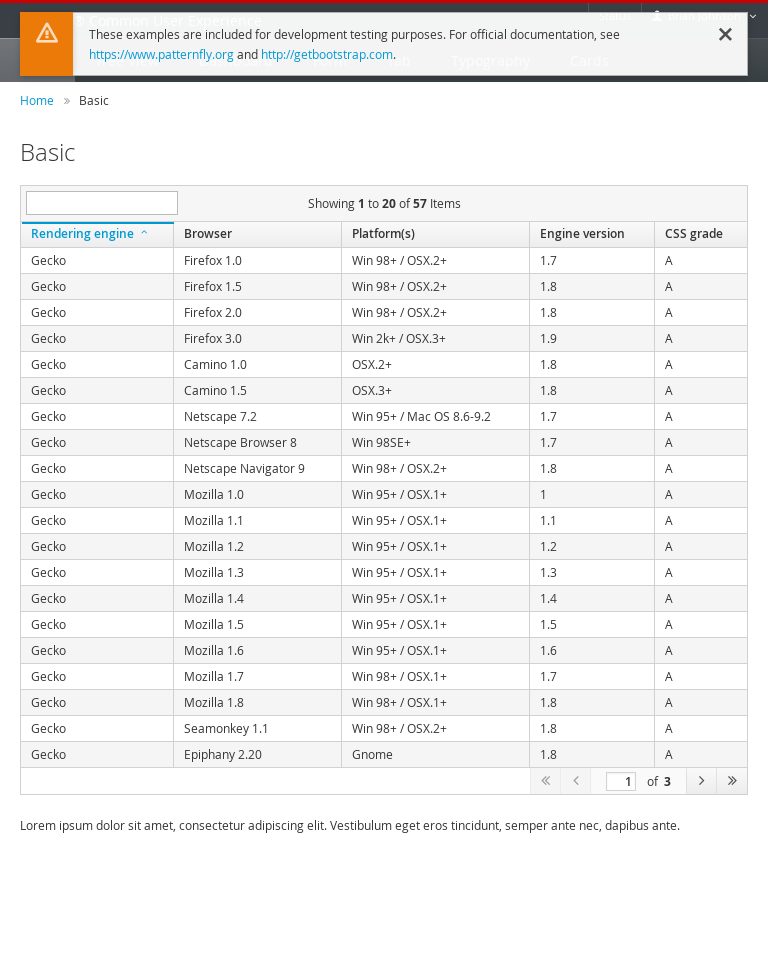 Common User Experience
These examples are included for development testing purposes. For official documentation, see
https://www.patternfly.org and http://getbootstrap.com.
Typography Cards
Home » Basic
Basic
Showing 1 to 20 of 57 Items
Rendering engine Browser Platform(s) Engine version CSS grade
Gecko Firefox 1.0 Win 98+ / OSX.2+ 1.7 A
Gecko Firefox 1.5 Win 98+ / OSX.2+ 1.8 A
Gecko Firefox 2.0 Win 98+ / OSX.2+ 1.8 A
Gecko Firefox 3.0 Win 2k+ / OSX.3+ 1.9 A
Gecko Camino 1.0 OSX.2+ 1.8 A
Gecko Camino 1.5 OSX.3+ 1.8 A
Gecko Netscape 7.2 Win 95+ / Mac OS 8.6-9.2 1.7 A
Gecko Netscape Browser 8 Win 98SE+ 1.7 A
Gecko Netscape Navigator 9 Win 98+ / OSX.2+ 1.8 A
Gecko Mozilla 1.0 Win 95+ / OSX.1+ 1 A
Gecko Mozilla 1.1 Win 95+ / OSX.1+ 1.1 A
Gecko Mozilla 1.2 Win 95+ / OSX.1+ 1.2 A
Gecko Mozilla 1.3 Win 95+ / OSX.1+ 1.3 A
Gecko Mozilla 1.4 Win 95+ / OSX.1+ 1.4 A
Gecko Mozilla 1.5 Win 95+ / OSX.1+ 1.5 A
Gecko Mozilla 1.6 Win 95+ / OSX.1+ 1.6 A
Gecko Mozilla 1.7 Win 98+ / OSX.1+ 1.7 A
Gecko Mozilla 1.8 Win 98+ / OSX.1+ 1.8 A
Gecko Seamonkey 1.1 Win 98+ / OSX.2+ 1.8 A
Gecko Epiphany 2.20 Gnome 1.8 A
1 of 3
Lorem ipsum dolor sit amet, consectetur adipiscing elit. Vestibulum eget eros tincidunt, semper ante nec, dapibus ante.